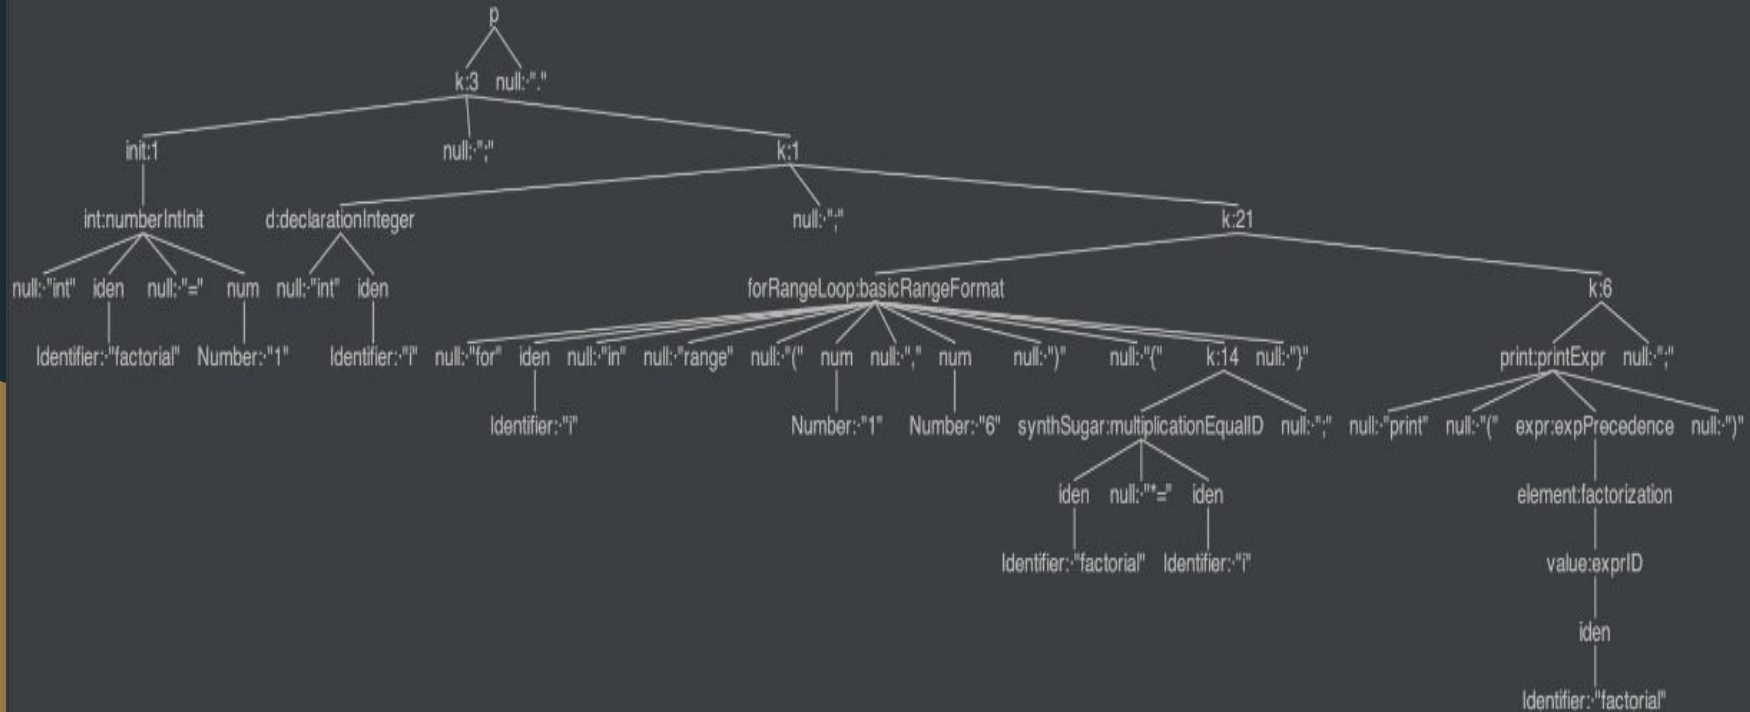 p
k:3 null:·"."
init:1 null:·";" k:1
int:numberIntInit d:declarationInteger null:·";" k:21
null:·"int" iden null:·"=" num null:·"int" iden forRangeLoop:basicRangeFormat k:6
Identifier:·"factorial" Number:·"1" Identifier:·"i" null:·"for" iden null:·"in" null:·"range" null:·"(" num null:·"," num null:·")" null:·"{" k:14 null:·"}" print:printExpr null:·";"
Identifier:·"i" Number:·"1" Number:·"6" synthSugar:multiplicationEqualID null:·";" null:·"print" null:·"(" expr:expPrecedence null:·")"
iden null:·"*=" iden element:factorization
Identifier:·"factorial" Identifier:·"i" value:exprID
iden
Identifier:·"factorial"